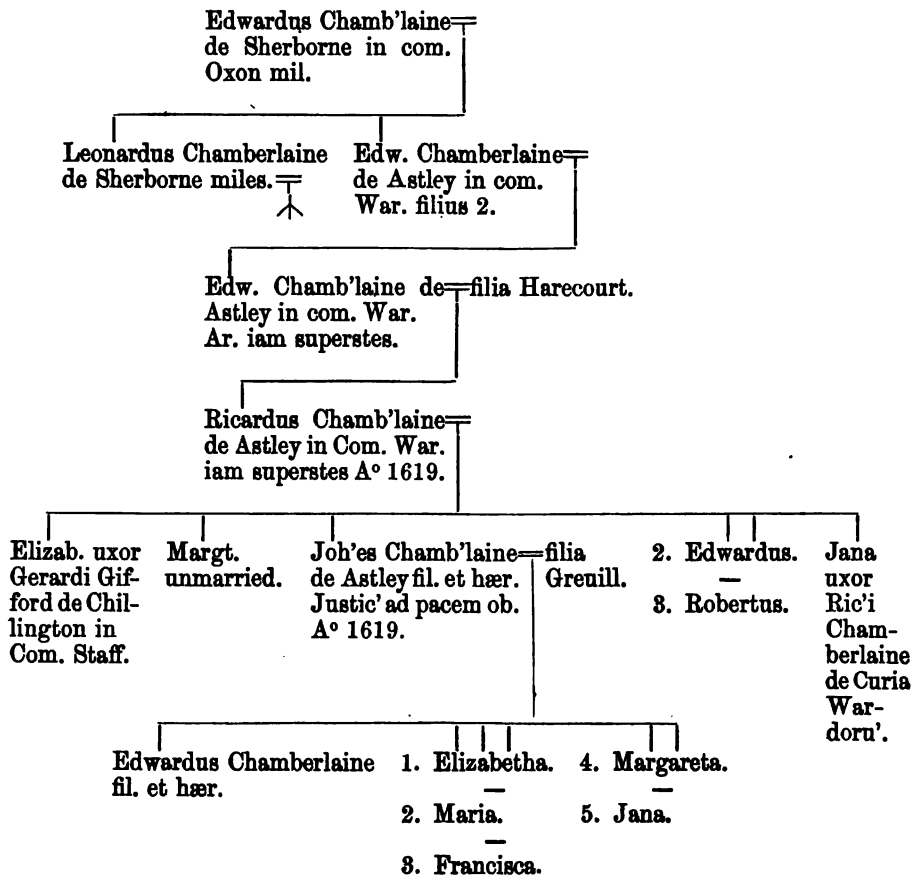 Edwardus Chamb'laine
de Sherborne in com.
Oxon mil.
Leonardus Chamberlaine
de Sherborne miles.
Edw. Chamberlaine
de Astley in com.
War. filius 2.
Edw. Chamb'laine de
Astley in com. War.
Ar. iam superstes.
filia Harecourt.
Ricardus Chamb'laine
de Astley in Com. War.
iam superstes Aº 1619.
Elizab. uxor
Gerardi Gif-
ford de Chil-
lington in
Com. Staff.
Margt.
unmarried.
Joh'es Chamb'laine
de Astley fil. et hær.
Justic' ad pacem ob.
Aº 1619.
filia
Greuill.
2. Edwardus.
3. Robertus.
Jana
uxor
Ric'i
Cham-
berlaine
de Curia
War-
doru'.
Edwardus Chamberlaine
fil. et hær.
1. Elizabetha.
2. Maria.
3. Francisca.
4. Margareta.
5. Jana.